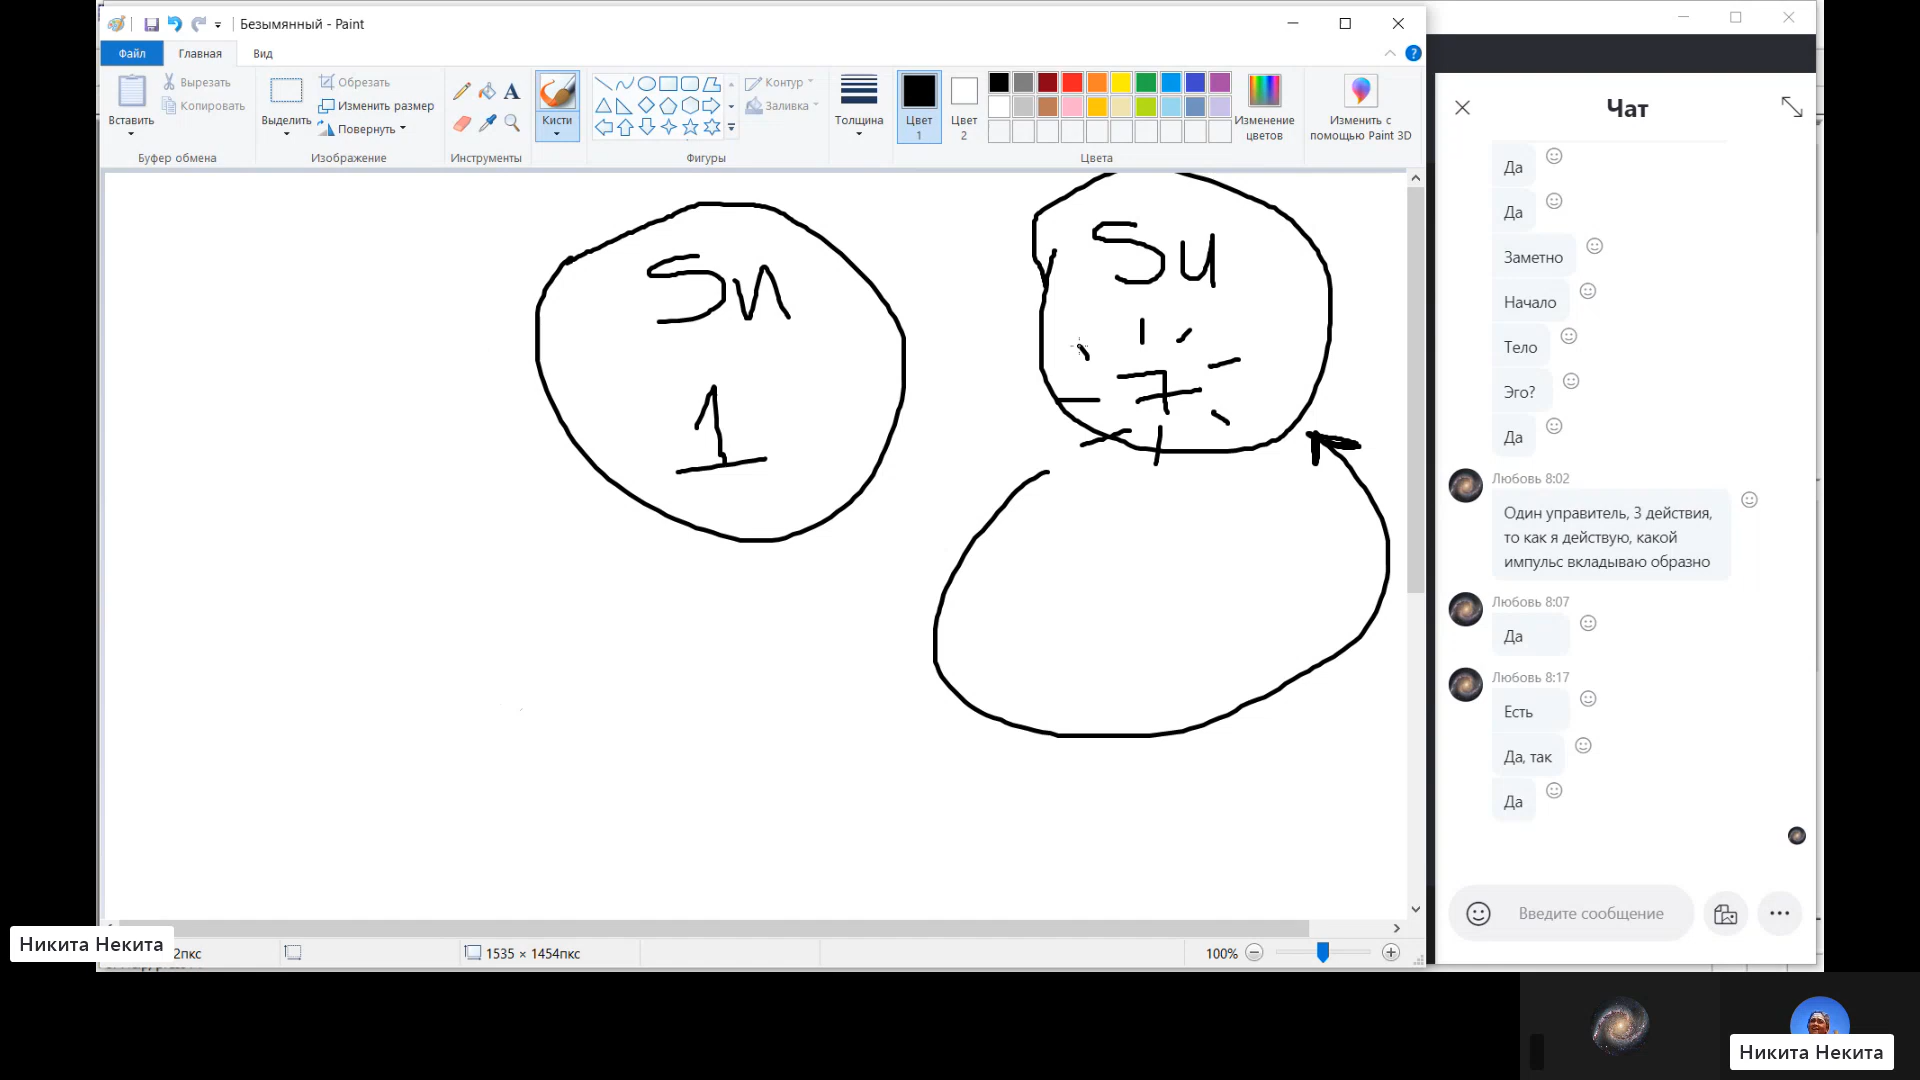 Безымянный - Paint
Файл
Главная
Вид
Вставить
Вырезать
Копировать
Буфер обмена
Выделить
Обрезать
Изменить размер
Повернуть
Изображение
A
Инструменты
Кисти
Фигуры
Контур
Заливка
Толщина
Цвет
1
Цвет
2
Цвета
Изменение
цветов
Изменить с
помощью Paint 3D
Sn
1
Su
7
Чат
Да
Да
Заметно
Начало
Тело
Эго?
Да
Любовь 8:02
Один управитель, 3 действия,
то как я действую, какой
импульс вкладываю образно
Любовь 8:07
Да
Любовь 8:17
Есть
Да, так
Да
Введите сообщение
Никита Некита
2пкс
1535 × 1454пкс
100%
Никита Некита